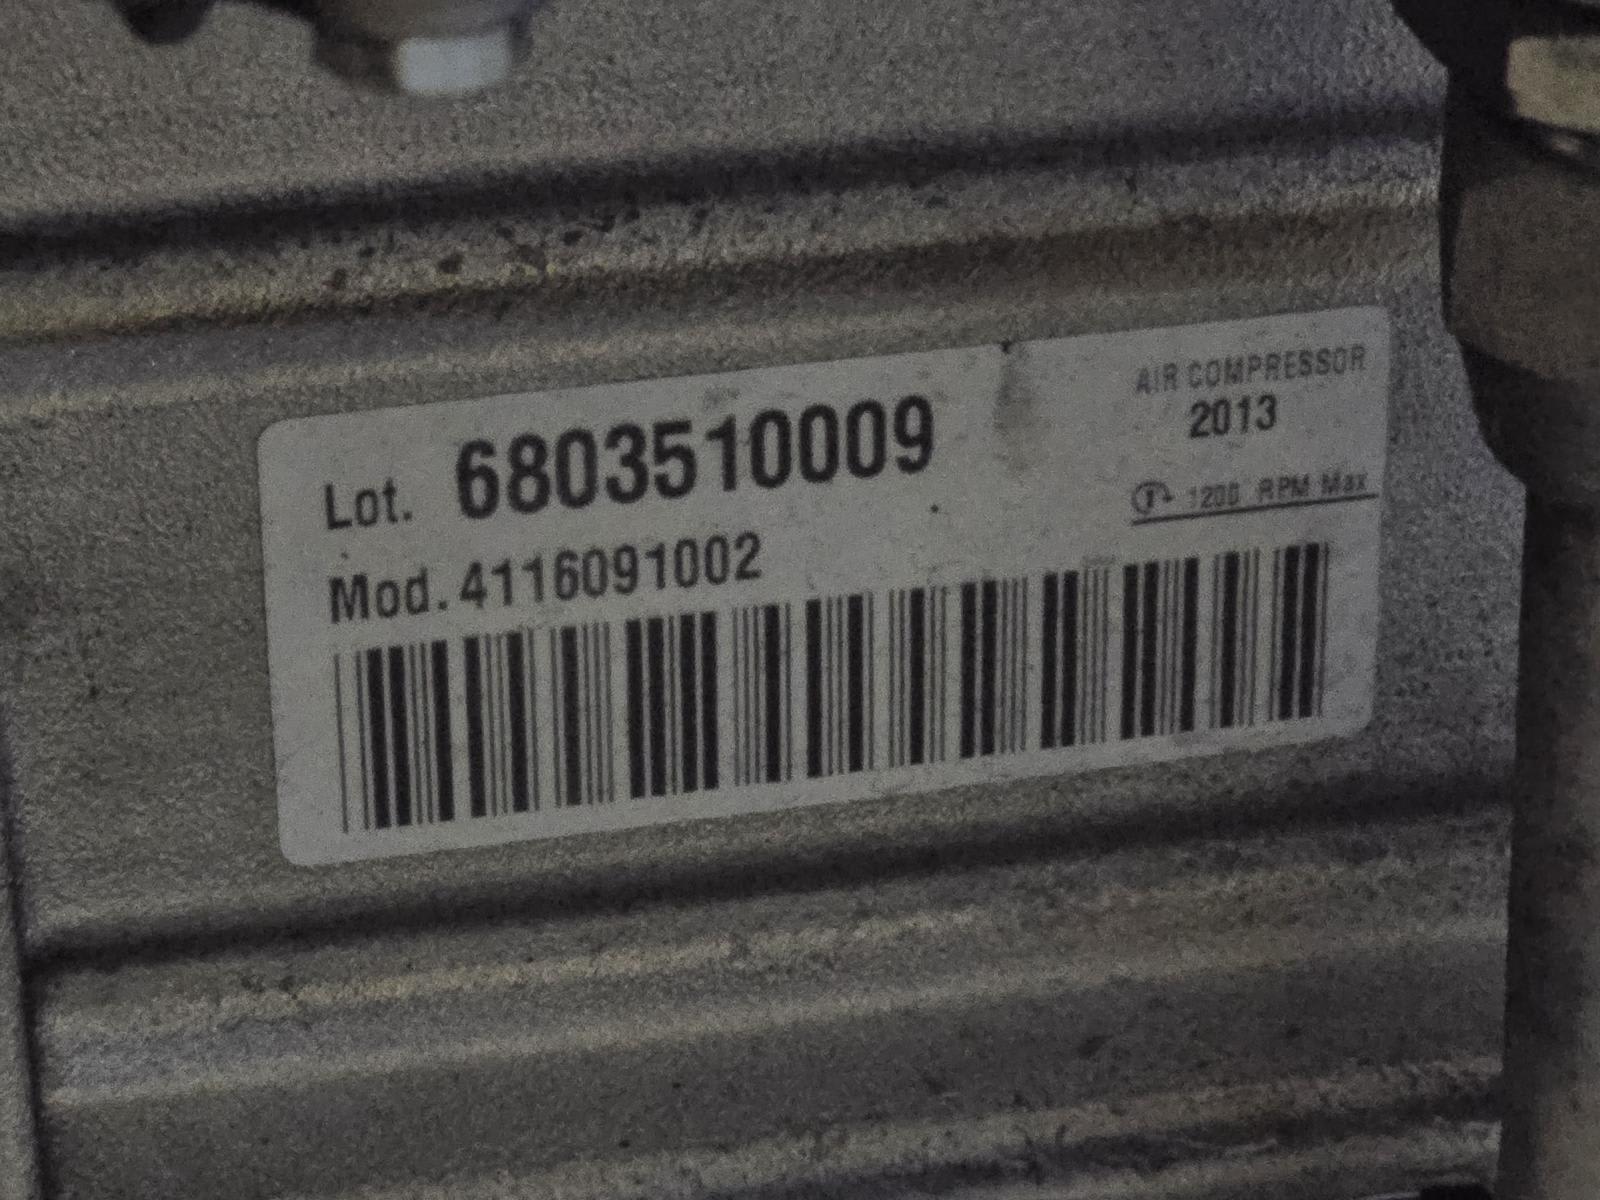 AIR COMPRESSOR
2013
Lot. 6803510009
1200 RPM Max
Mod. 4116091002